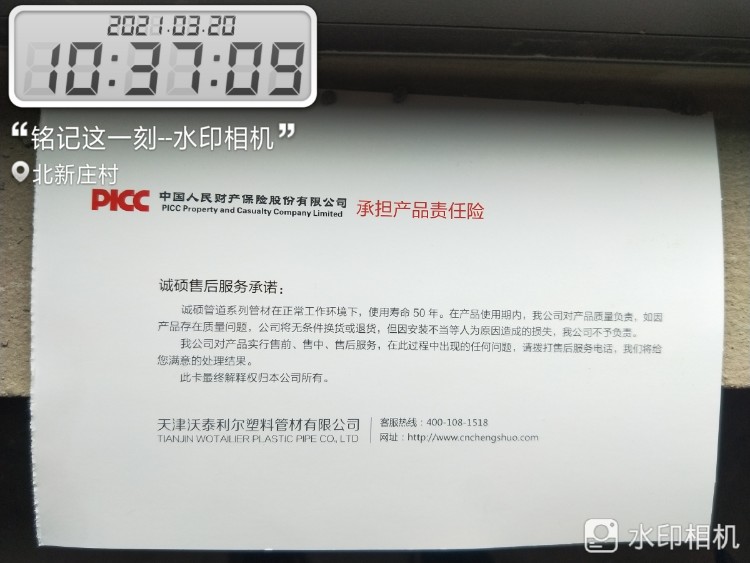 2021.03.20
10:37:09
“铭记这一刻--水印相机”
北新庄村
PICC 中国人民财产保险股份有限公司 承担产品责任险
PICC Property and Casualty Company Limited
诚硕售后服务承诺：
诚硕管道系列管材在正常工作环境下，使用寿命 50 年。在产品使用期内，我公司对产品质量负责，如因
产品存在质量问题，公司将无条件换货或退货，但因安装不当等人为原因造成的损失，我公司不予负责。
我公司对产品实行售前、售中、售后服务，在此过程中出现的任何问题，请拨打售后服务电话，我们将给
您满意的处理结果。
此卡最终解释权归本公司所有。
天津沃泰利尔塑料管材有限公司
TIANJIN WOTAILIER PLASTIC PIPE CO., LTD
客服热线：400-108-1518
网址：http://www.cnchengshuo.com
水印相机